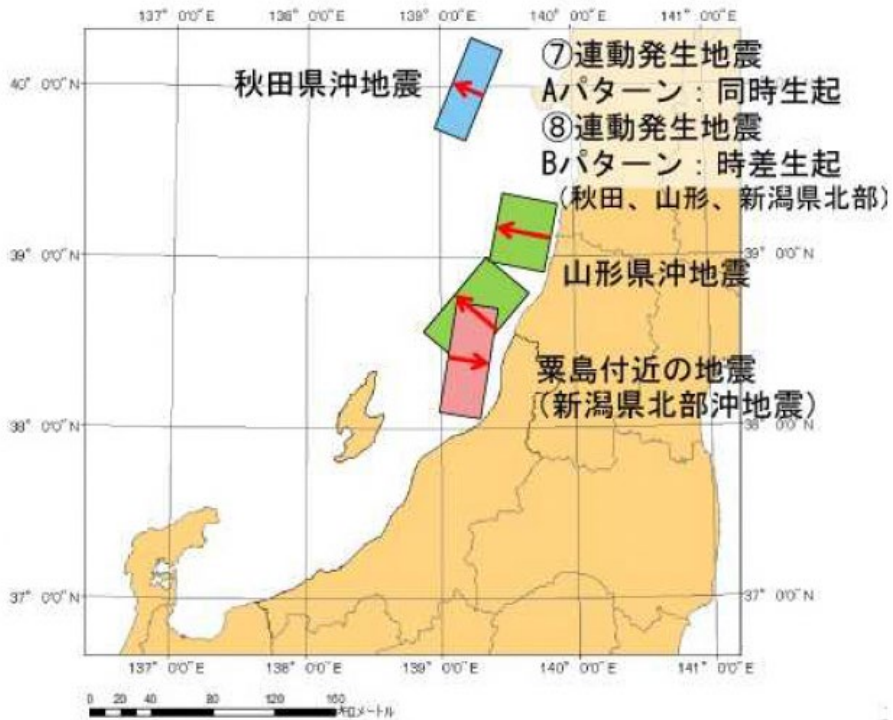 137° 0'0"E 138° 0'0"E 139° 0'0"E 140° 0'0"E 141° 0'0"E
⑦連動発生地震
40° 0'0"N 秋田県沖地震 Aパターン：同時生起
⑧連動発生地震
Bパターン：時差生起
(秋田、山形、新潟県北部)
39° 0'0"N 39° 0'0"N
山形県沖地震
粟島付近の地震
(新潟県北部沖地震)
38° 0'0"N 38° 0'0"N
37° 0'0"N 37° 0'0"N
137° 0'0"E 138° 0'0"E 139° 0'0"E 140° 0'0"E 141° 0'0"E
0 20 40 80 120 160
キロメートル